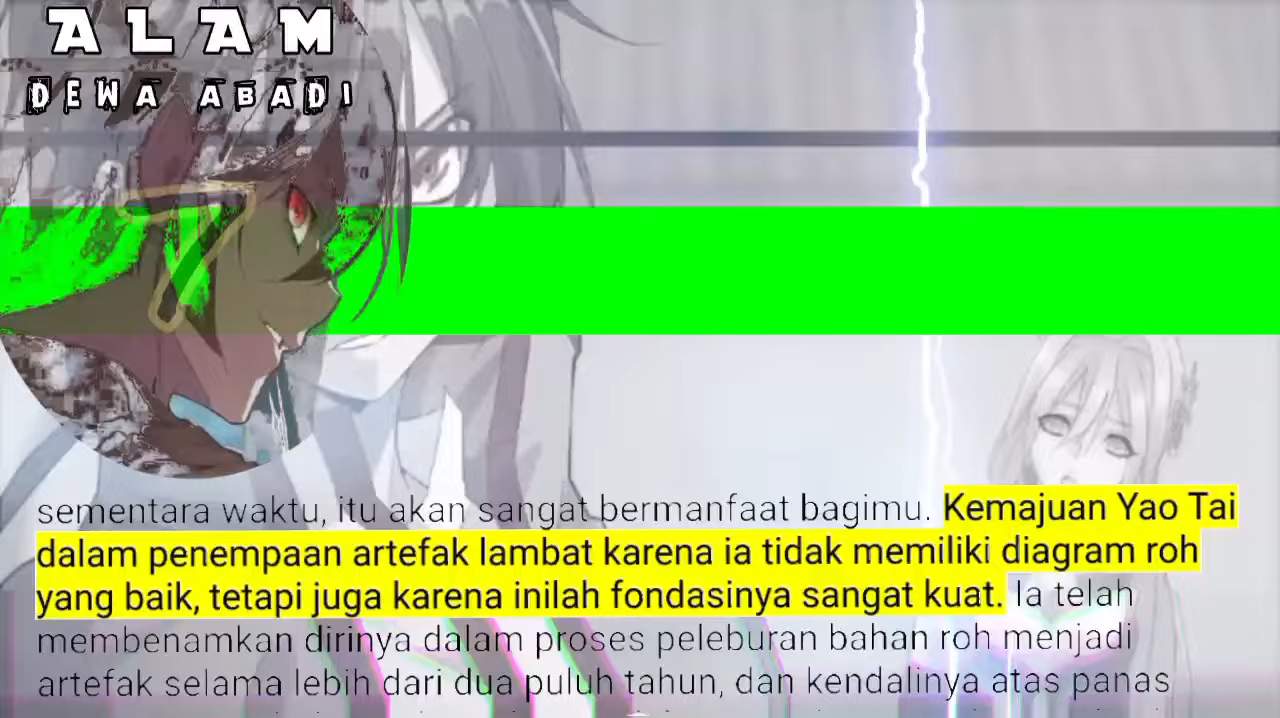 ALAM
DEWA ABADI
sementara waktu, itu akan sangat bermanfaat bagimu. Kemajuan Yao Tai
dalam penempaan artefak lambat karena ia tidak memiliki diagram roh
yang baik, tetapi juga karena inilah fondasinya sangat kuat. Ia telah
membenamkan dirinya dalam proses peleburan bahan roh menjadi
artefak selama lebih dari dua puluh tahun, dan kendalinya atas panas